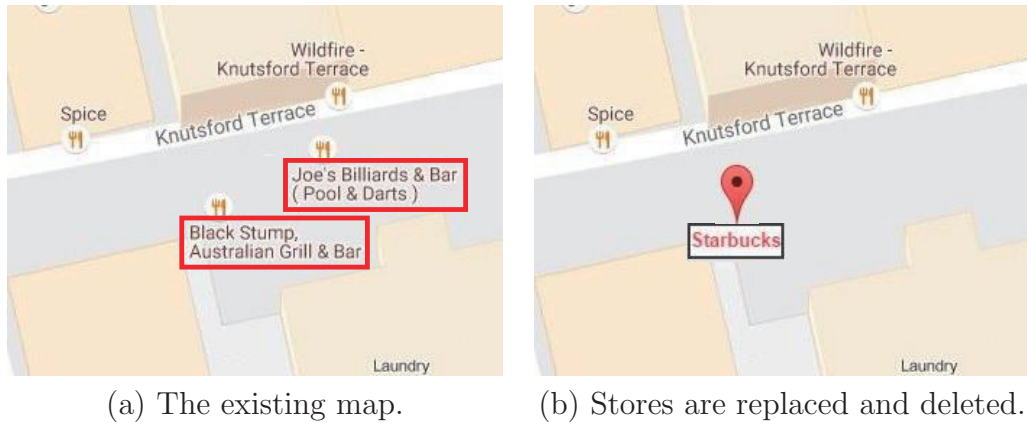 Wildfire -
Knutsford Terrace
Spice
Knutsford Terrace
Joe's Billiards & Bar
( Pool & Darts )
Black Stump,
Australian Grill & Bar
Laundry
(a) The existing map.
Wildfire -
Knutsford Terrace
Spice
Knutsford Terrace
Starbucks
Laundry
(b) Stores are replaced and deleted.